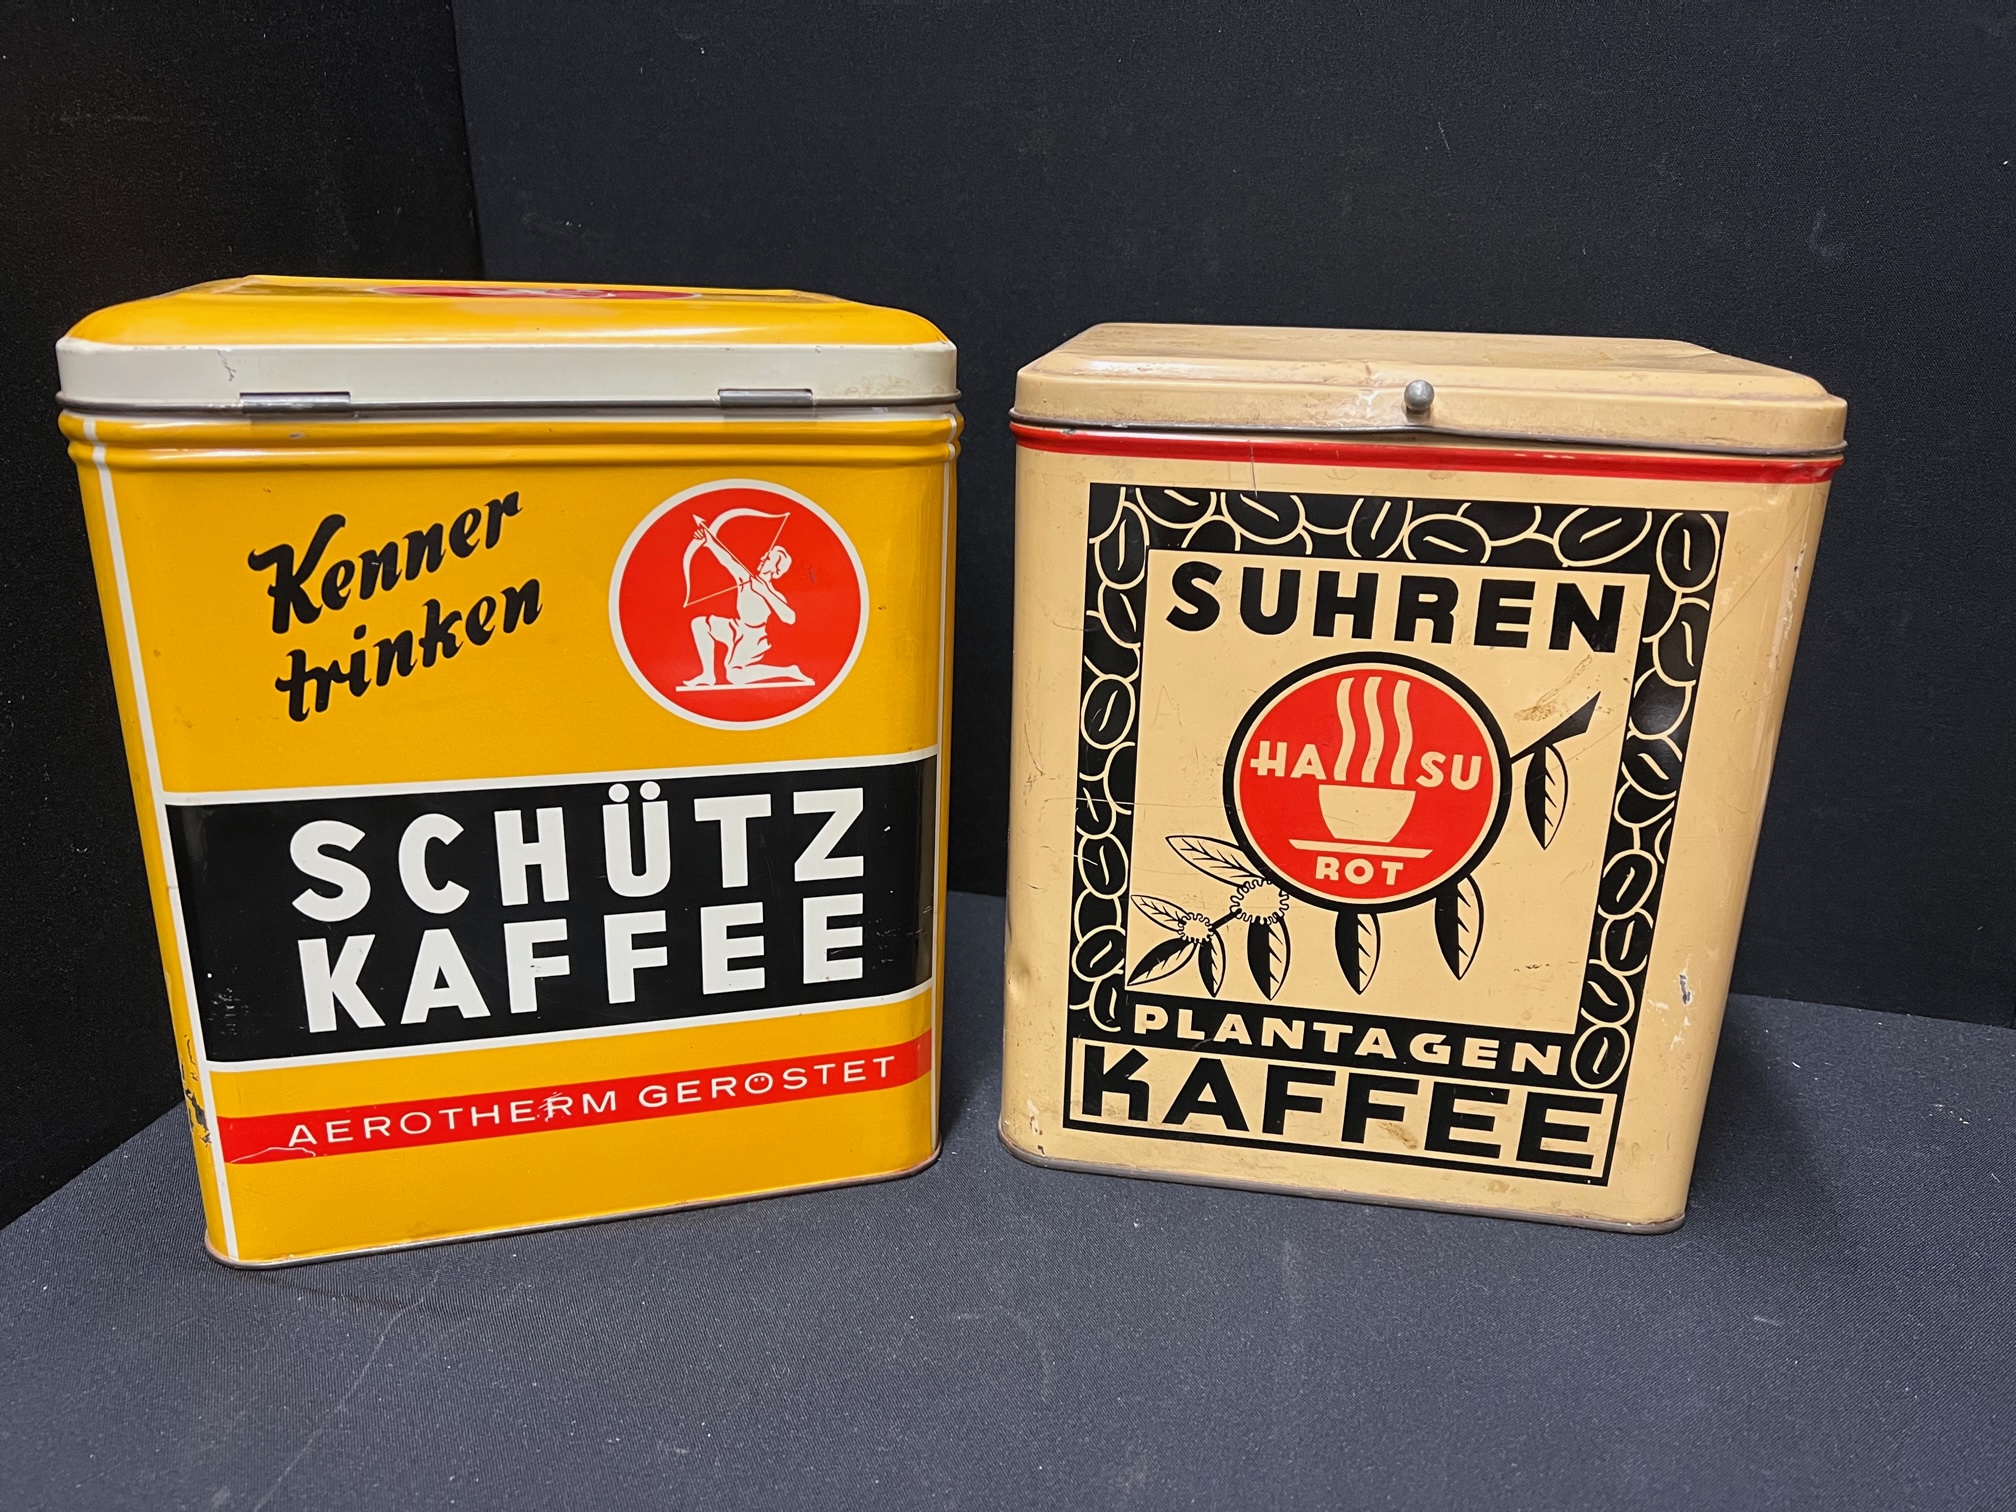 Kenner
trinken
SCHÜTZ
KAFFEE
AEROTHERM GERÖSTET
SUHREN
HA SU
ROT
PLANTAGEN
KAFFEE